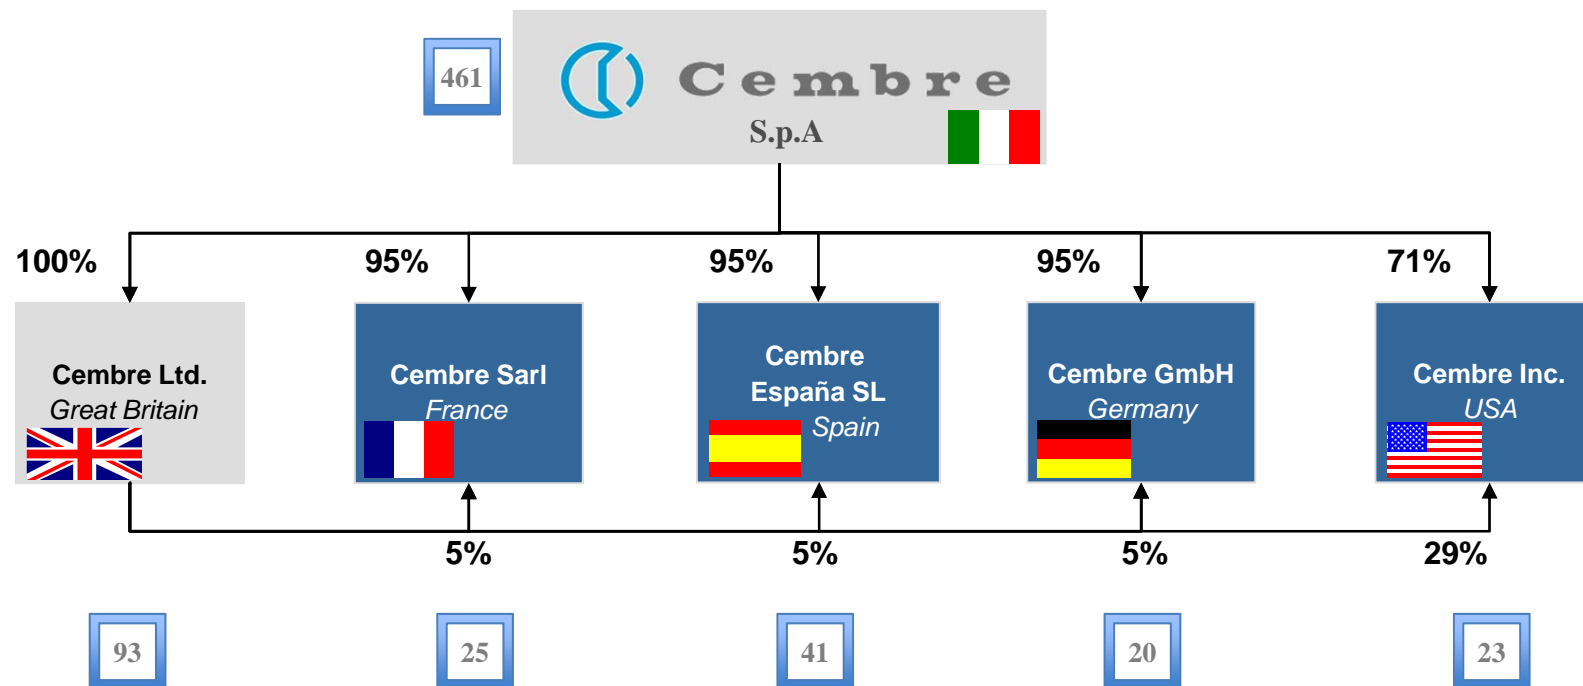 461
Cembre
S.p.A
100%
95%
95%
95%
71%
Cembre Ltd.
Great Britain
Cembre Sarl
France
Cembre
España SL
Spain
Cembre GmbH
Germany
Cembre Inc.
USA
5%
5%
5%
29%
93
25
41
20
23